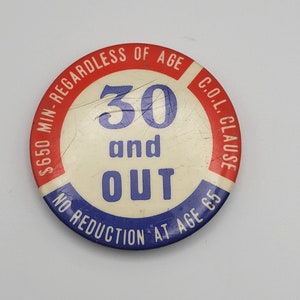 $650 MIN-REGARDLESS OF AGE
C.O.L. CLAUSE
30
and
OUT
NO REDUCTION AT AGE 65